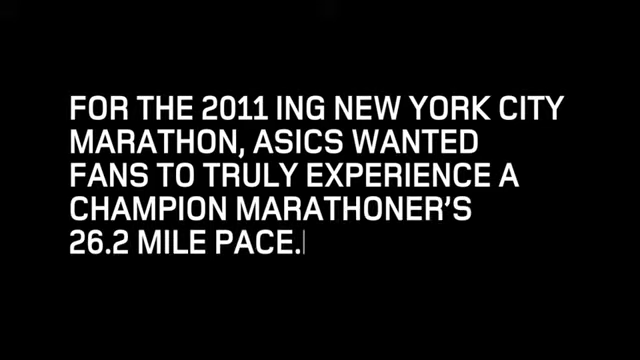 FOR THE 2011 ING NEW YORK CITY
MARATHON, ASICS WANTED
FANS TO TRULY EXPERIENCE A
CHAMPION MARATHONER'S
26.2 MILE PACE.